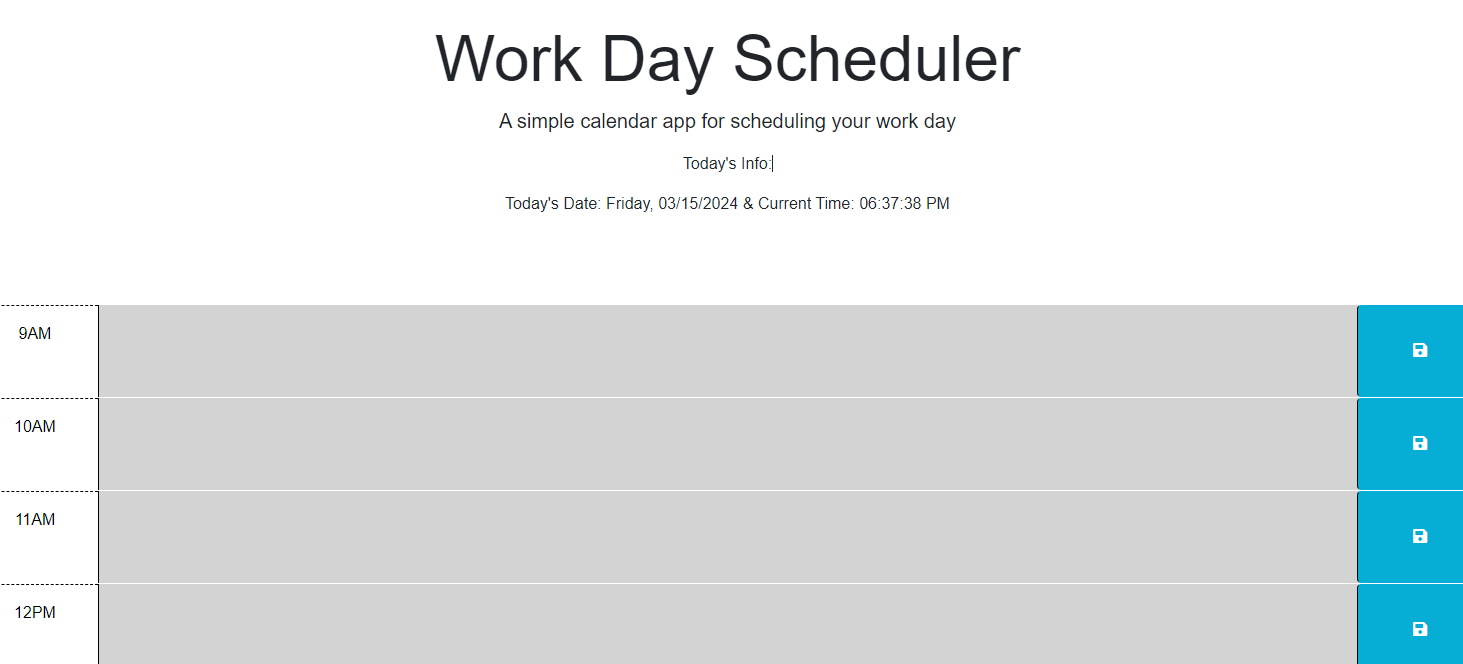 Work Day Scheduler
A simple calendar app for scheduling your work day
Today's Info:
Today's Date: Friday, 03/15/2024 & Current Time: 06:37:38 PM
9AM
10AM
11AM
12PM